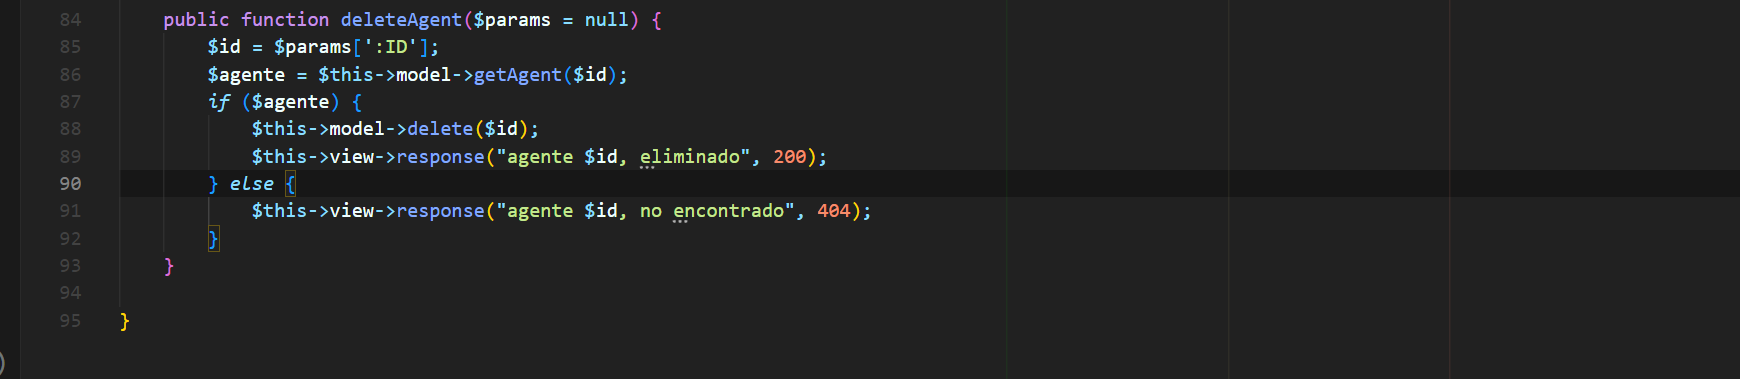 84 public function deleteAgent($params = null) {
85 $id = $params[':ID'];
86 $agente = $this->model->getAgent($id);
87 if ($agente) {
88 $this->model->delete($id);
89 $this->view->response("agente $id, eliminado", 200);
90 } else {
91 $this->view->response("agente $id, no encontrado", 404);
92 }
93 }
94
95 }